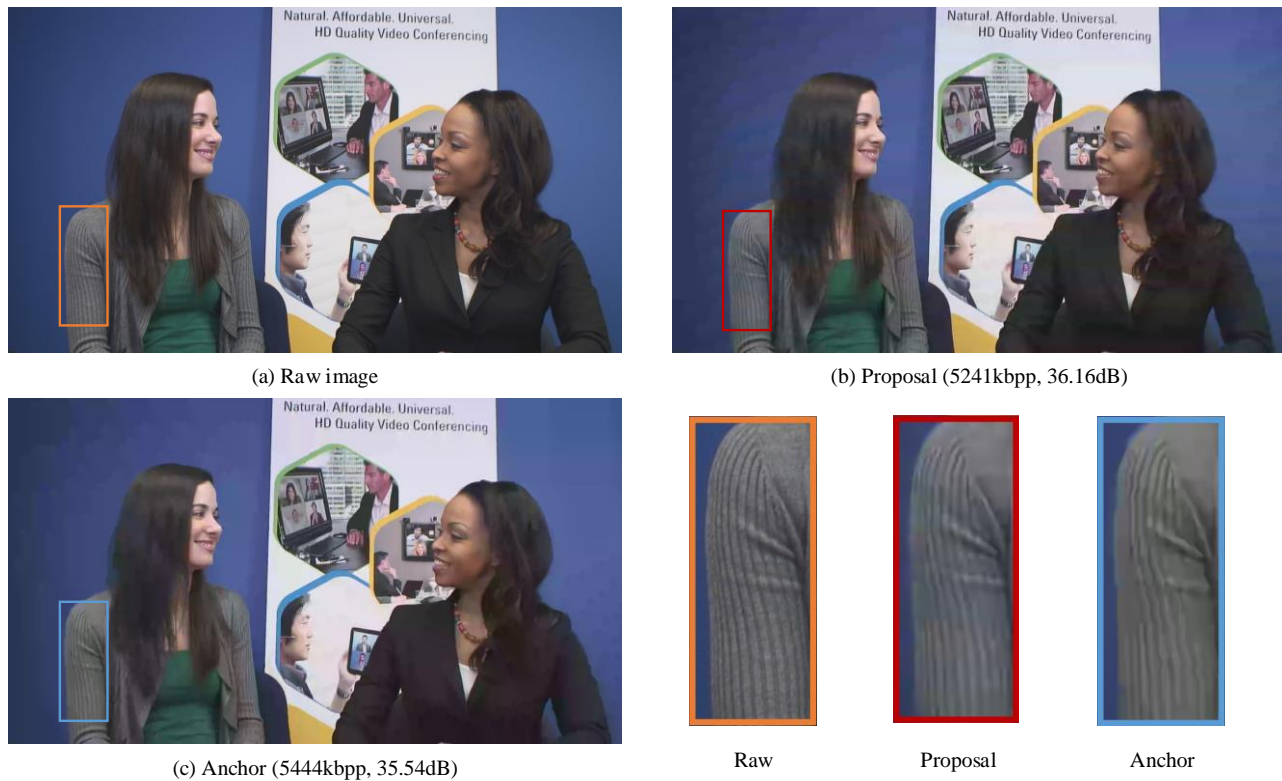 Natural. Affordable. Universal.
HD Quality Video Conferencing
Natural. Affordable. Universal.
HD Quality Video Conferencing
(a) Raw image
(b) Proposal (5241kbpp, 36.16dB)
Natural. Affordable. Universal.
HD Quality Video Conferencing
(c) Anchor (5444kbpp, 35.54dB)
Raw
Proposal
Anchor